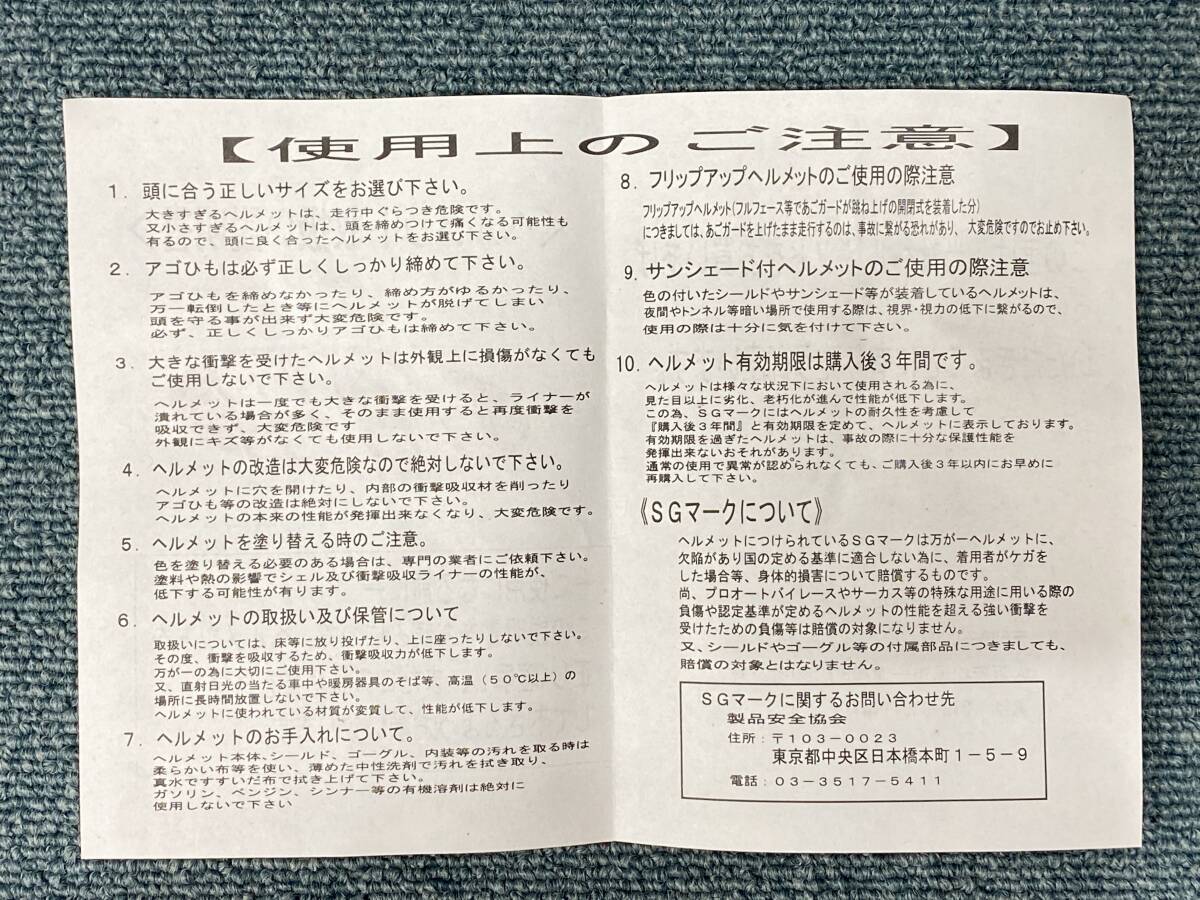 【使用上のご注意】
1. 頭に合う正しいサイズをお選び下さい。
大きすぎるヘルメットは、走行中ぐらつき危険です。
又小さすぎるヘルメットは、頭を締めつけて痛くなる可能性も
有るので、頭に良く合ったヘルメットをお選び下さい。
2. アゴひもは必ず正しくしっかり締めて下さい。
アゴひもを締めなかったり、締め方がゆるかったり、
万一転倒したとき等にヘルメットが脱げてしまい
頭を守る事が出来ず大変危険です。
必ず、正しくしっかりアゴひもは締めて下さい。
3. 大きな衝撃を受けたヘルメットは外観上に損傷がなくても
ご使用しないで下さい。
ヘルメットは一度でも大きな衝撃を受けると、ライナーが
潰れている場合が多く、そのまま使用すると再度衝撃を
吸収できず、大変危険です
外観にキズ等がなくても使用しないで下さい。
4. ヘルメットの改造は大変危険なので絶対しないで下さい。
ヘルメットに穴を開けたり、内部の衝撃吸収材を削ったり
アゴひも等の改造は絶対にしないで下さい。
ヘルメットの本来の性能が発揮出来なくなり、大変危険です。
5. ヘルメットを塗り替える時のご注意。
色を塗り替える必要のある場合は、専門の業者にご依頼下さい。
塗料や熱の影響でシェル及び衝撃吸収ライナーの性能が、
低下する可能性が有ります。
6. ヘルメットの取扱い及び保管について
取扱いについては、床等に放り投げたり、上に座ったりしないで下さい。
その度、衝撃を吸収するため、衝撃吸収力が低下します。
万が一の為に大切にご使用下さい。
又、直射日光の当たる車中や暖房器具のそば等、高温（50℃以上）の
場所に長時間放置しないで下さい。
ヘルメットに使われている材質が変質して、性能が低下します。
7. ヘルメットのお手入れについて。
ヘルメット本体、シールド、ゴーグル、内装等の汚れを取る時は
柔らかい布等を使い、薄めた中性洗剤で汚れを拭き取り、
真水ですすいだ布で拭き上げて下さい。
ガソリン、ベンジン、シンナー等の有機溶剤は絶対に
使用しないで下さい
8. フリップアップヘルメットのご使用の際注意
フリップアップヘルメット(フルフェース等であごガードが跳ね上げの開閉式を装着した分)
につきましては、あごガードを上げたまま走行するのは、事故に繋がる恐れがあり、大変危険ですのでお止め下さい。
9. サンシェード付ヘルメットのご使用の際注意
色の付いたシールドやサンシェード等が装着しているヘルメットは、
夜間やトンネル等暗い場所で使用する際は、視界・視力の低下に繋がるので、
使用の際は十分に気を付けて下さい。
10. ヘルメット有効期限は購入後3年間です。
ヘルメットは様々な状況下において使用される為に、
見た目以上に劣化、老朽化が進んで性能が低下します。
この為、SGマークにはヘルメットの耐久性を考慮して
『購入後3年間』と有効期限を定めて、ヘルメットに表示しております。
有効期限を過ぎたヘルメットは、事故の際に十分な保護性能を
発揮出来ないおそれがあります。
通常の使用で異常が認められなくても、ご購入後3年以内にお早めに
再購入して下さい。
《SGマークについて》
ヘルメットにつけられているSGマークは万が一ヘルメットに、
欠陥があり国の定める基準に適合しない為に、着用者がケガを
した場合等、身体的損害について賠償するものです。
尚、プロオートバイレースやサーカス等の特殊な用途に用いる際の
負傷や認定基準が定めるヘルメットの性能を超える強い衝撃を
受けたための負傷等は賠償の対象になりません。
又、シールドやゴーグル等の付属部品につきましても、
賠償の対象とはなりません。
SGマークに関するお問い合わせ先
製品安全協会
住所：〒103-0023
東京都中央区日本橋本町1-5-9
電話：03-3517-5411